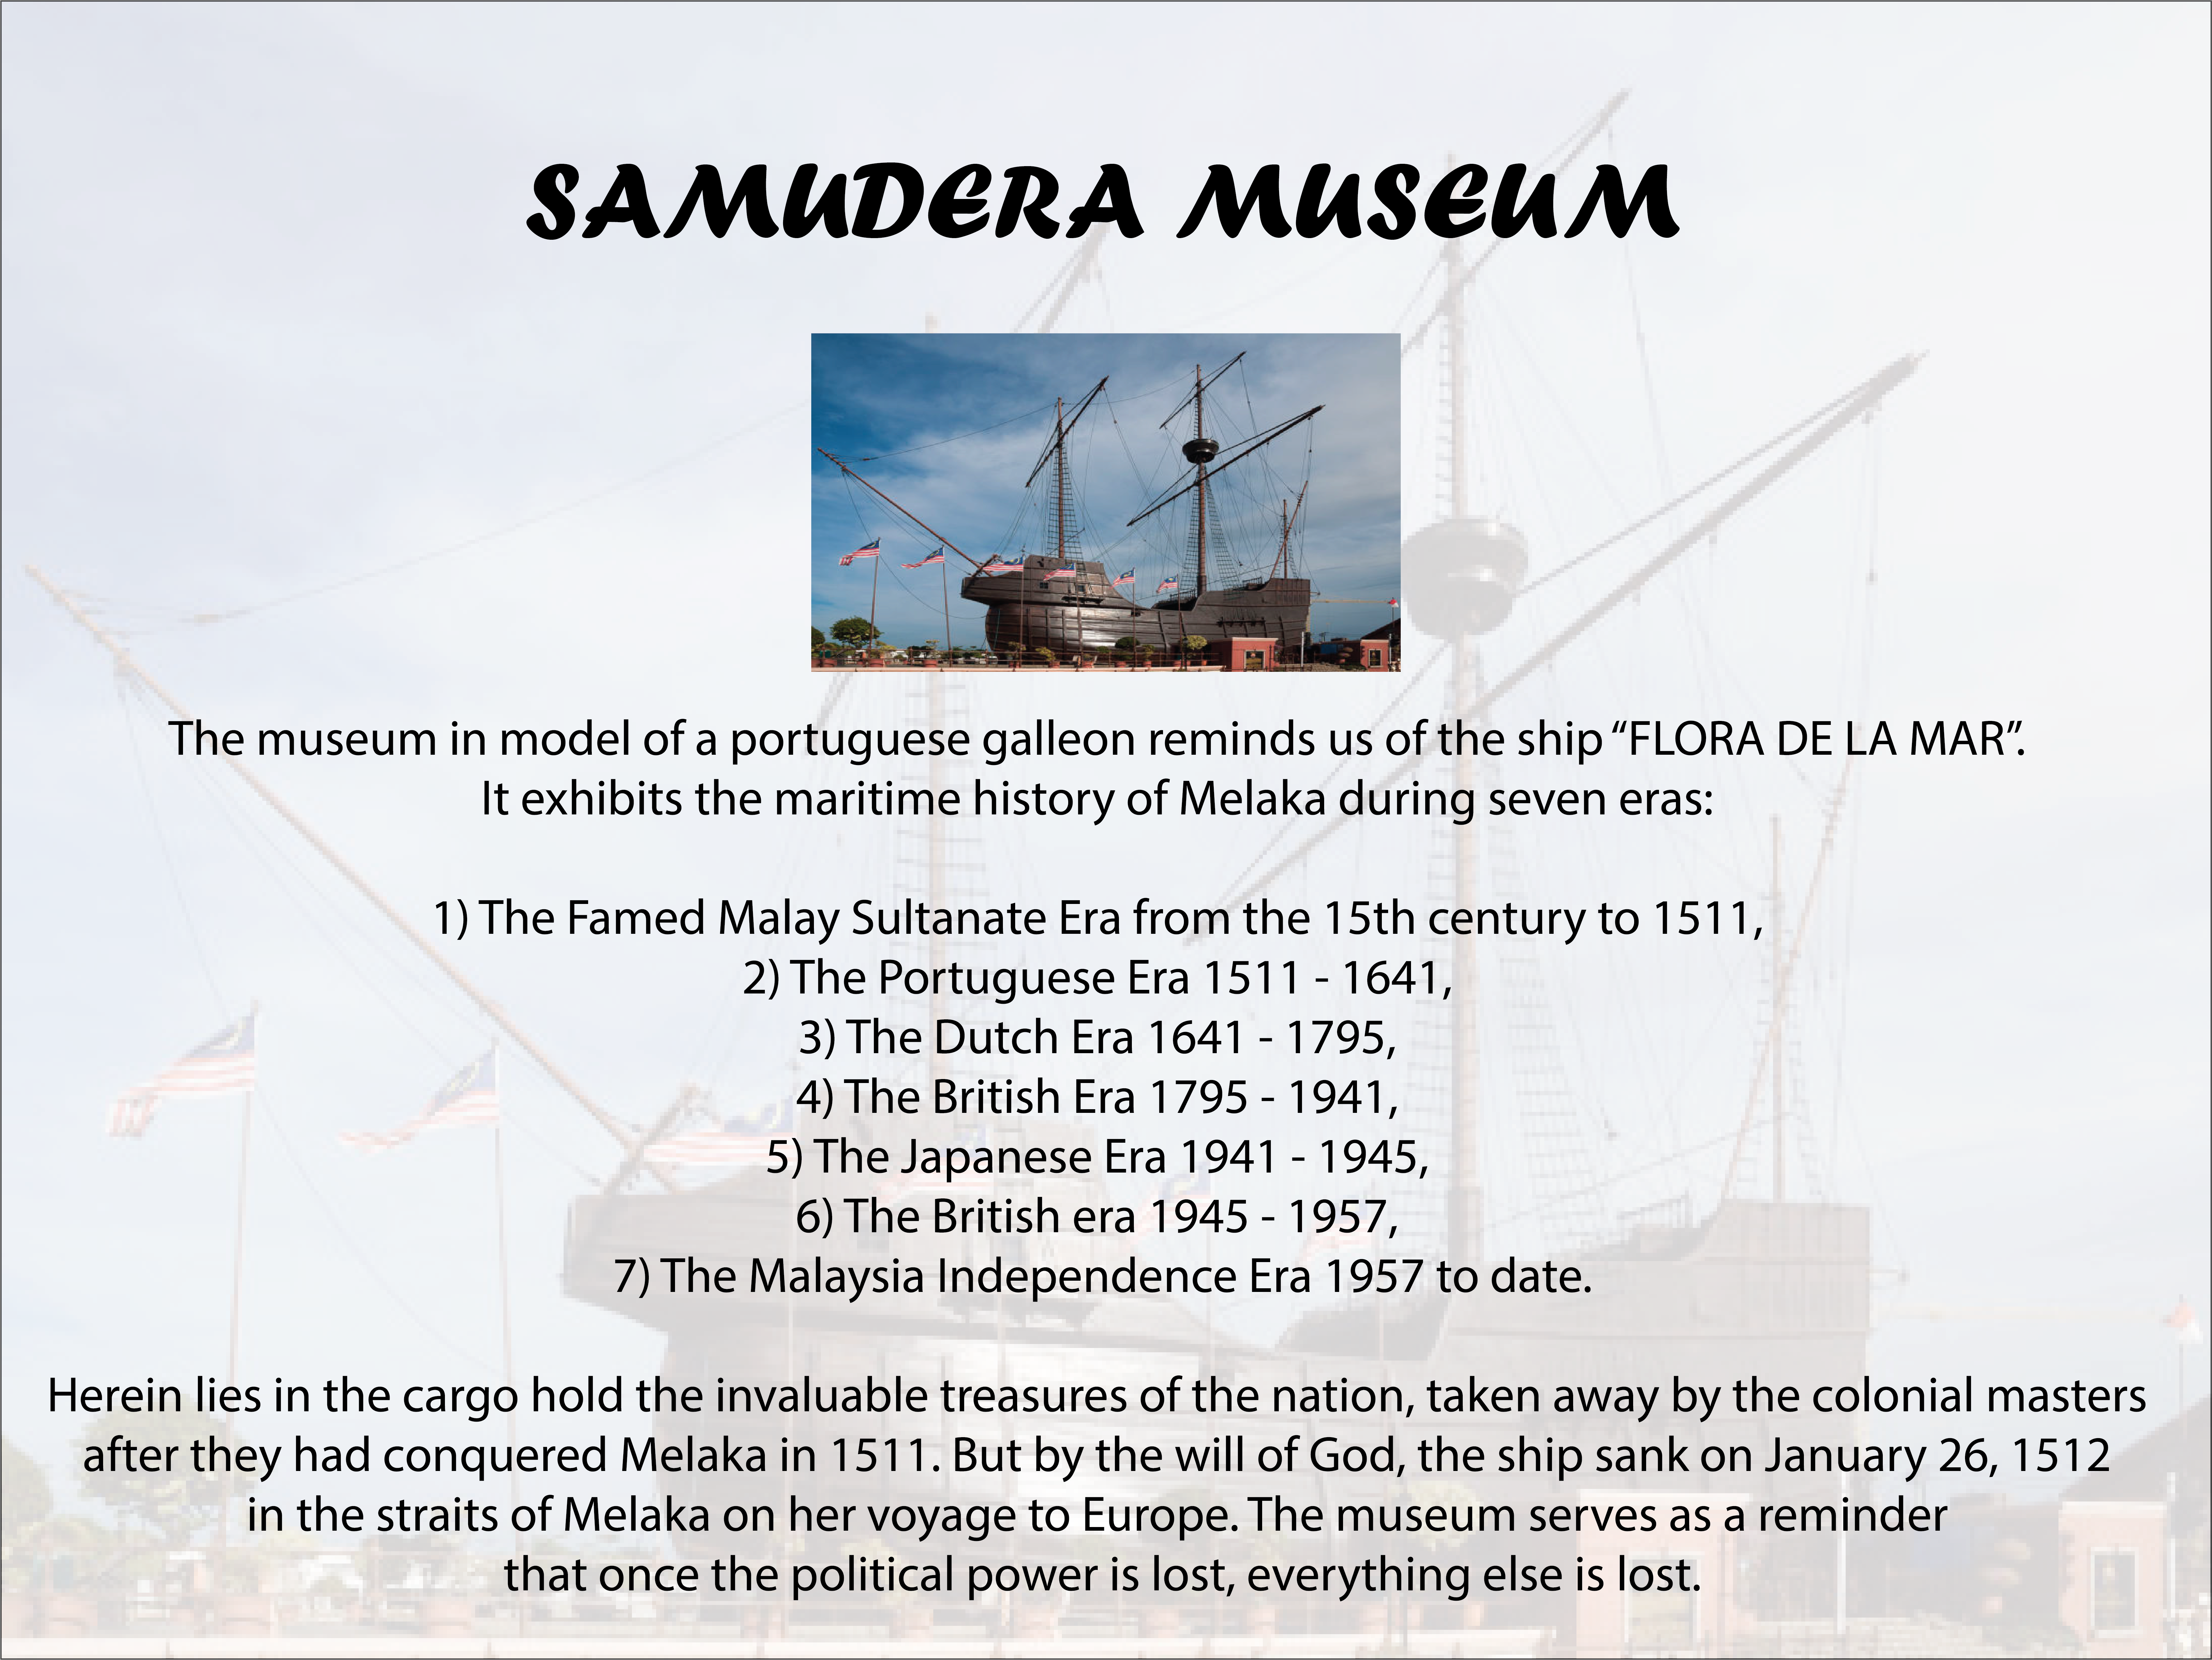 SAMUDERA MUSEUM
The museum in model of a portuguese galleon reminds us of the ship “FLORA DE LA MAR”.
It exhibits the maritime history of Melaka during seven eras:
1) The Famed Malay Sultanate Era from the 15th century to 1511,
2) The Portuguese Era 1511 - 1641,
3) The Dutch Era 1641 - 1795,
4) The British Era 1795 - 1941,
5) The Japanese Era 1941 - 1945,
6) The British era 1945 - 1957,
7) The Malaysia Independence Era 1957 to date.
Herein lies in the cargo hold the invaluable treasures of the nation, taken away by the colonial masters
after they had conquered Melaka in 1511. But by the will of God, the ship sank on January 26, 1512
in the straits of Melaka on her voyage to Europe. The museum serves as a reminder
that once the political power is lost, everything else is lost.